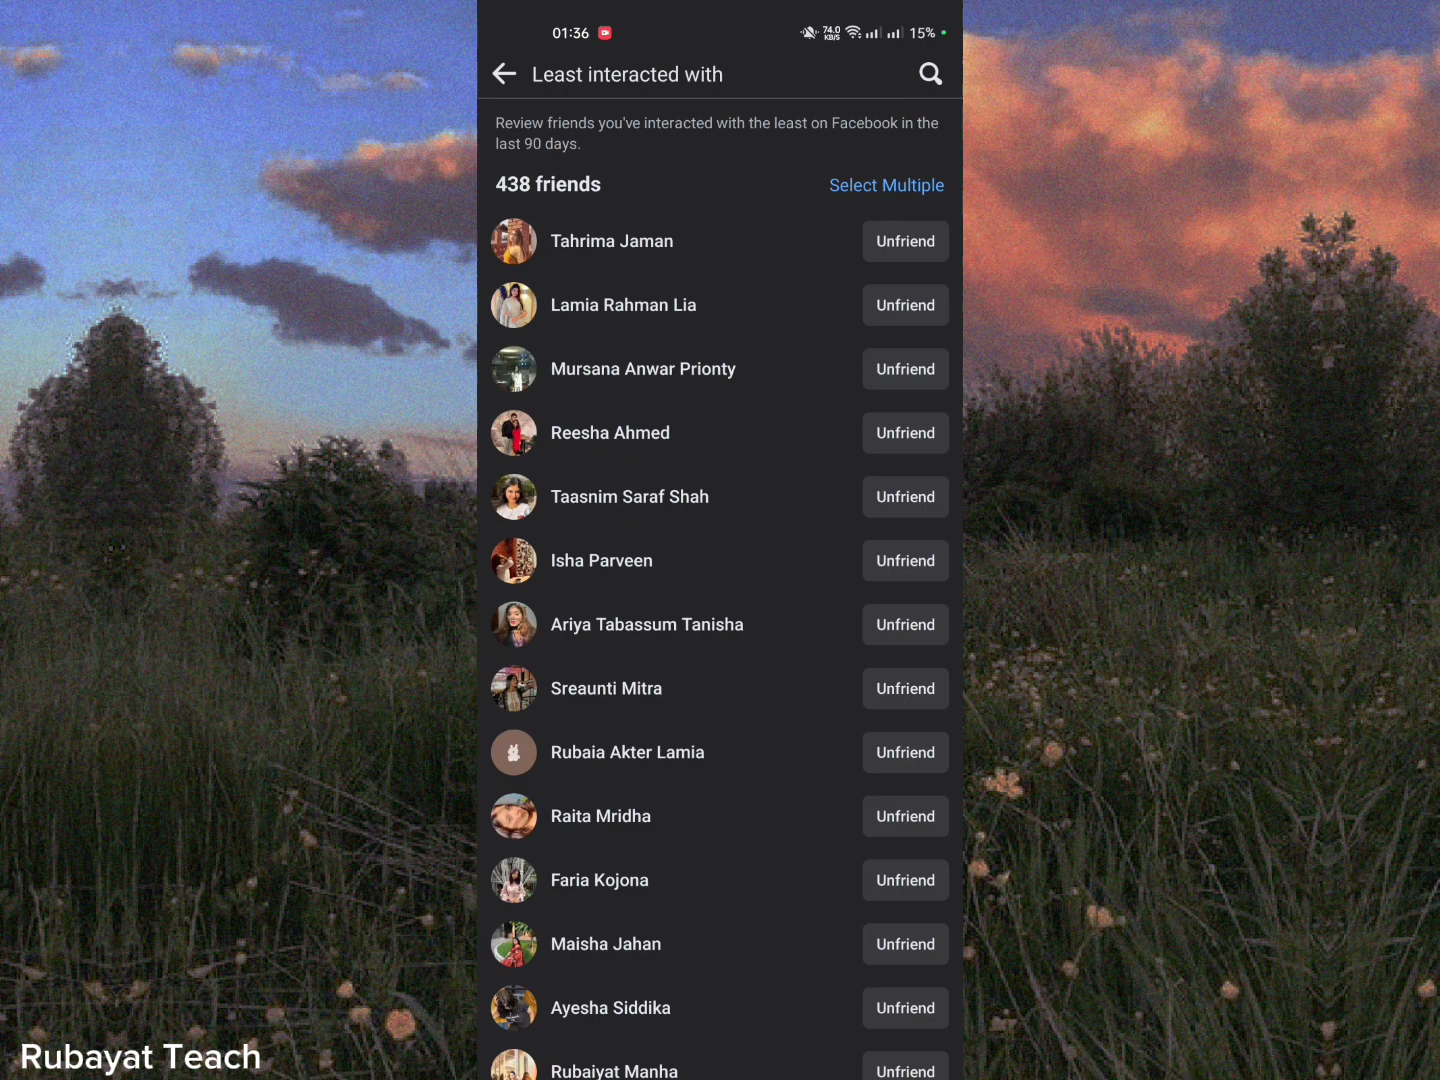 01:36
74.0
KB/S
15%
Least interacted with
Review friends you've interacted with the least on Facebook in the
last 90 days.
438 friends Select Multiple
Tahrima Jaman Unfriend
Lamia Rahman Lia Unfriend
Mursana Anwar Prionty Unfriend
Reesha Ahmed Unfriend
Taasnim Saraf Shah Unfriend
Isha Parveen Unfriend
Ariya Tabassum Tanisha Unfriend
Sreaunti Mitra Unfriend
Rubaia Akter Lamia Unfriend
Raita Mridha Unfriend
Faria Kojona Unfriend
Maisha Jahan Unfriend
Ayesha Siddika Unfriend
Rubaiyat Manha Unfriend
Rubayat Teach